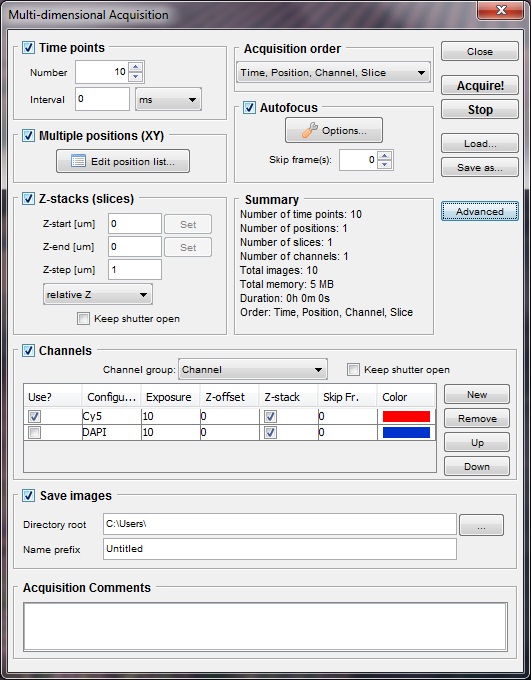 Multi-dimensional Acquisition
Time points
Number 10
Interval 0 ms
Multiple positions (XY)
Edit position list...
Z-stacks (slices)
Z-start [um] 0 Set
Z-end [um] 0 Set
Z-step [um] 1
relative Z
Keep shutter open
Acquisition order
Time, Position, Channel, Slice
Autofocus
Options...
Skip frame(s): 0
Summary
Number of time points: 10
Number of positions: 1
Number of slices: 1
Number of channels: 1
Total images: 10
Total memory: 5 MB
Duration: 0h 0m 0s
Order: Time, Position, Channel, Slice
Close
Acquire!
Stop
Load...
Save as...
Advanced
Channels
Channel group: Channel Keep shutter open
Use? Configu... Exposure Z-offset Z-stack Skip Fr. Color
Cy5 10 0 0
DAPI 10 0 0
New
Remove
Up
Down
Save images
Directory root C:\Users\ ...
Name prefix Untitled
Acquisition Comments